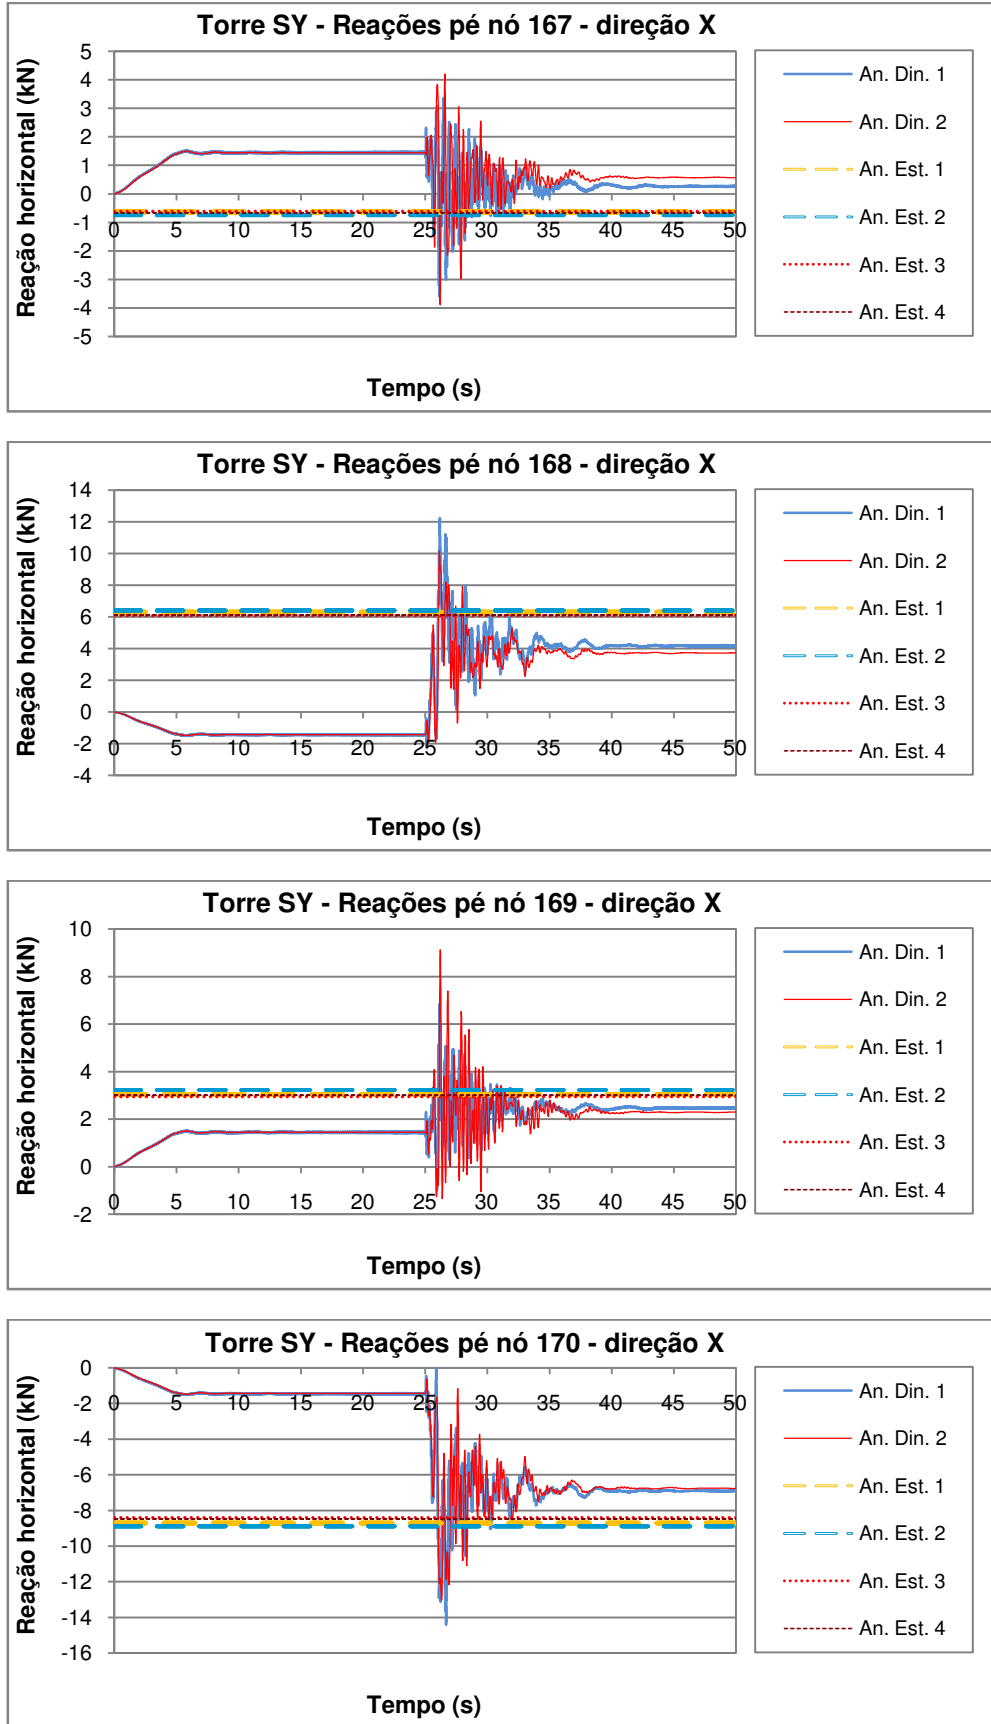 Torre SY - Reações pé nó 167 - direção X
Reação horizontal (kN)
5
4
3
2
1
0
-1
-2
-3
-4
-5
0 5 10 15 20 25 30 35 40 45 50
Tempo (s)
An. Din. 1
An. Din. 2
An. Est. 1
An. Est. 2
An. Est. 3
An. Est. 4
Torre SY - Reações pé nó 168 - direção X
Reação horizontal (kN)
14
12
10
8
6
4
2
0
-2
-4
0 5 10 15 20 25 30 35 40 45 50
Tempo (s)
An. Din. 1
An. Din. 2
An. Est. 1
An. Est. 2
An. Est. 3
An. Est. 4
Torre SY - Reações pé nó 169 - direção X
Reação horizontal (kN)
10
8
6
4
2
0
-2
0 5 10 15 20 25 30 35 40 45 50
Tempo (s)
An. Din. 1
An. Din. 2
An. Est. 1
An. Est. 2
An. Est. 3
An. Est. 4
Torre SY - Reações pé nó 170 - direção X
Reação horizontal (kN)
0
-2
-4
-6
-8
-10
-12
-14
-16
0 5 10 15 20 25 30 35 40 45 50
Tempo (s)
An. Din. 1
An. Din. 2
An. Est. 1
An. Est. 2
An. Est. 3
An. Est. 4